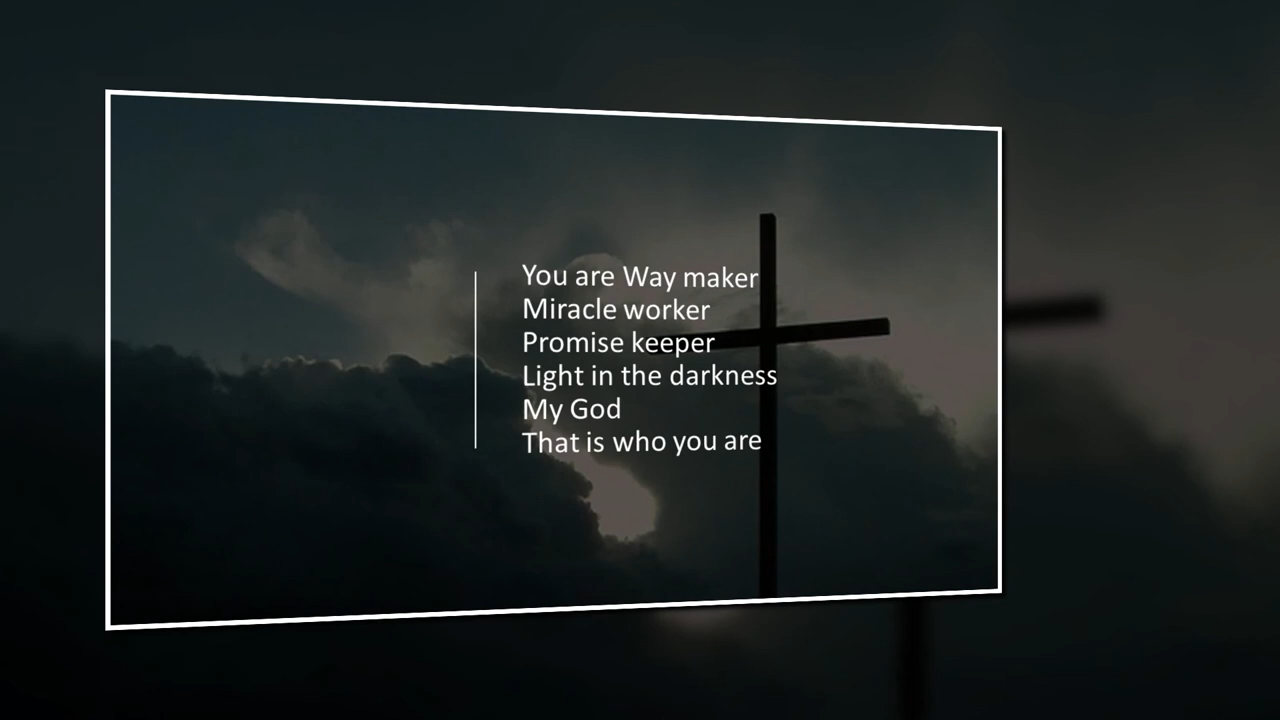 You are Way maker
Miracle worker
Promise keeper
Light in the darkness
My God
That is who you are